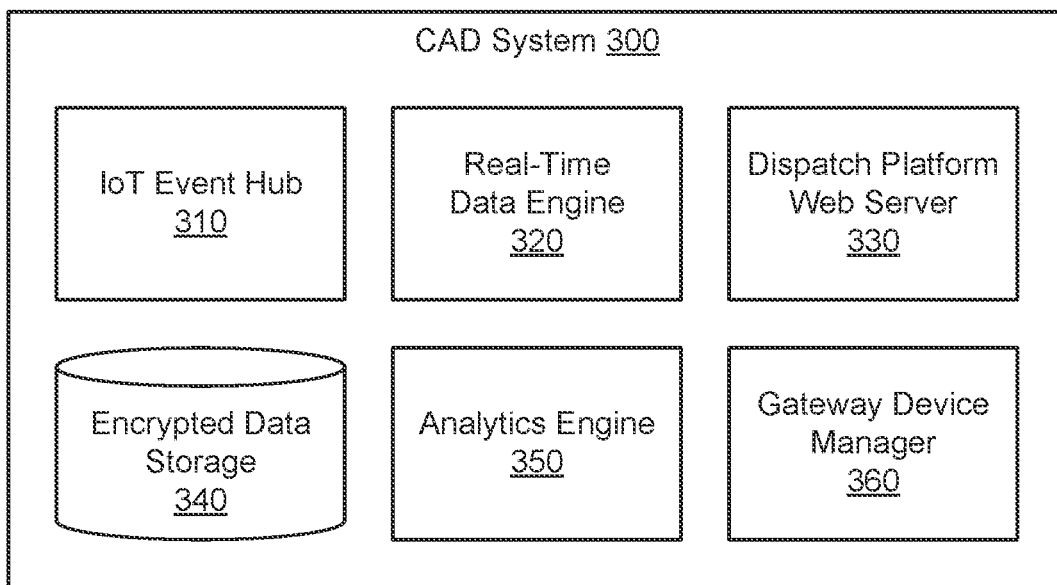 CAD System 300
IoT Event Hub
310
Real-Time
Data Engine
320
Dispatch Platform
Web Server
330
Encrypted Data
Storage
340
Analytics Engine
350
Gateway Device
Manager
360